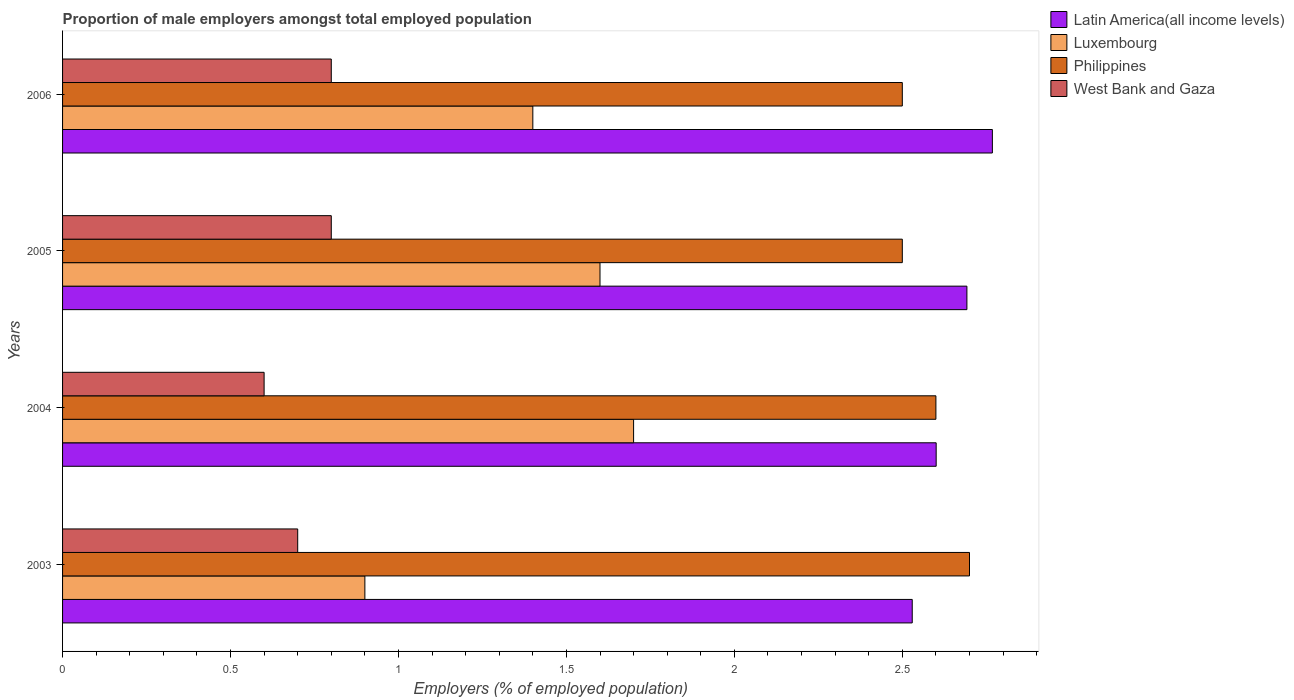 Proportion of male employers amongst total employed population
Latin America(all income levels)
Luxembourg
Philippines
West Bank and Gaza
Years
2006
2005
2004
2003
0
0.5
1
1.5
2
2.5
Employers (% of employed population)